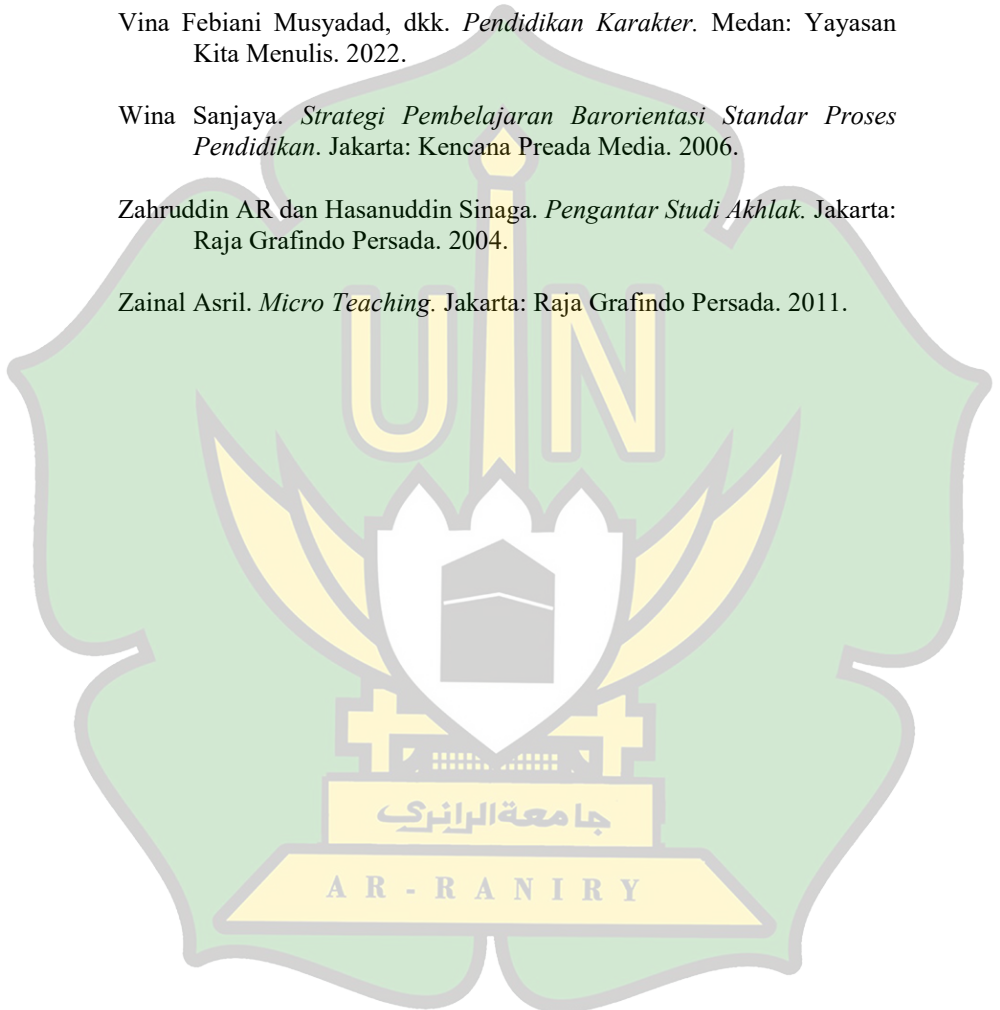 Vina Febiani Musyadad, dkk. Pendidikan Karakter. Medan: Yayasan
Kita Menulis. 2022.
Wina Sanjaya. Strategi Pembelajaran Barorientasi Standar Proses
Pendidikan. Jakarta: Kencana Preada Media. 2006.
Zahruddin AR dan Hasanuddin Sinaga. Pengantar Studi Akhlak. Jakarta:
Raja Grafindo Persada. 2004.
Zainal Asril. Micro Teaching. Jakarta: Raja Grafindo Persada. 2011.
UIN
جامعة الرانري
AR-RANIRY